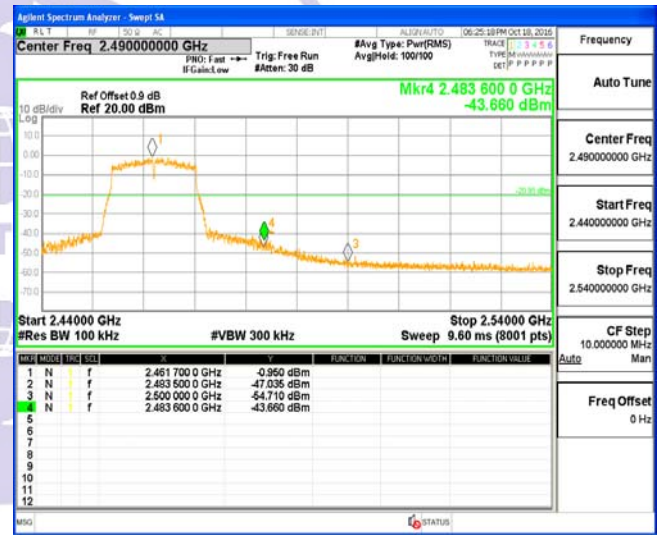 Agilent Spectrum Analyzer - Swept SA
RLT RF 50 Ω AC SENSE:INT ALIGN AUTO 06:25:18 PM Oct 18, 2016
Center Freq 2.490000000 GHz
PNO: Fast
IFGain:Low
Trig: Free Run
#Atten: 30 dB
#Avg Type: Pwr(RMS)
Avg|Hold: 100/100
TRACE 1 2 3 4 5 6
TYPE M
DET P P P P P P
Ref Offset 0.9 dB
10 dB/div Ref 20.00 dBm
Log
Mkr4 2.483 600 0 GHz
-43.660 dBm
10.0
0.00
-10.0
-20.0
-30.0
-40.0
-50.0
-60.0
-70.0
1
4
3
Start 2.44000 GHz Stop 2.54000 GHz
#Res BW 100 kHz #VBW 300 kHz Sweep 9.60 ms (8001 pts)
MKR MODE TRC SCL X Y FUNCTION FUNCTION WIDTH FUNCTION VALUE
1 N 1 f 2.461 700 0 GHz -0.950 dBm
2 N 1 f 2.483 500 0 GHz -47.035 dBm
3 N 1 f 2.500 000 0 GHz -54.710 dBm
4 N 1 f 2.483 600 0 GHz -43.660 dBm
5
6
7
8
9
10
11
12
MSG STATUS
Frequency
Auto Tune
Center Freq
2.490000000 GHz
Start Freq
2.440000000 GHz
Stop Freq
2.540000000 GHz
CF Step
10.000000 MHz
Auto Man
Freq Offset
0 Hz